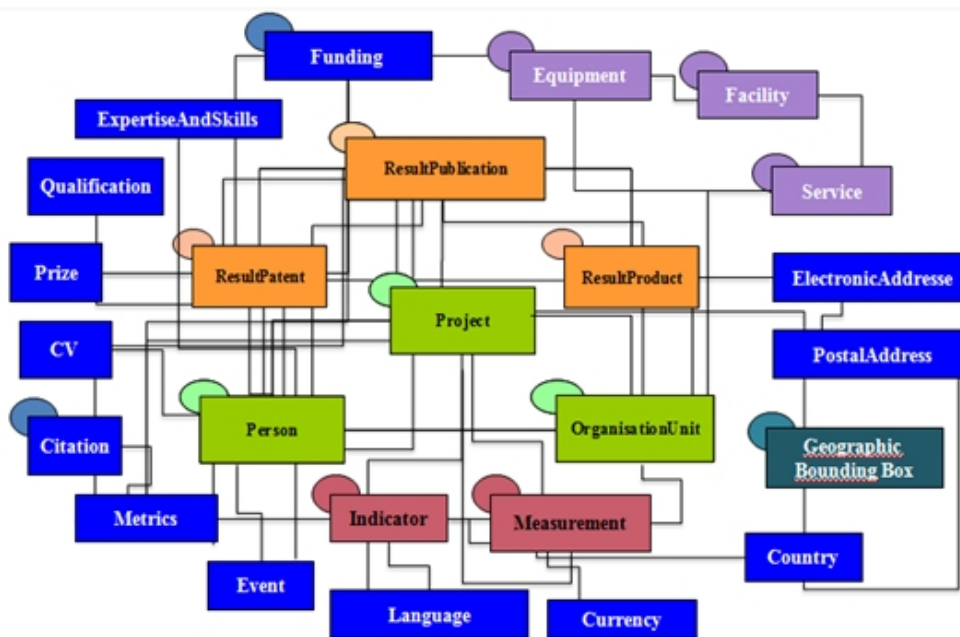 Funding
Equipment
Facility
ExpertiseAndSkills
ResultPublication
Qualification
Service
Prize
ResultPatent
ResultProduct
ElectronicAddresse
Project
CV
PostalAddress
Person
OrganisationUnit
Citation
Geographic
Bounding Box
Metrics
Indicator
Measurement
Country
Event
Language
Currency